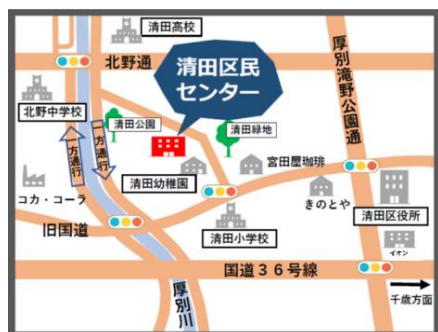 清田高校
北野通
清田区民
センター
厚別滝野公園通
北野中学校
清田公園
清田緑地
一方通行
一方通行
宮田屋珈琲
コカ・コーラ
清田幼稚園
きのとや
清田区役所
旧国道
清田小学校
イオン
国道36号線
厚別川
千歳方面